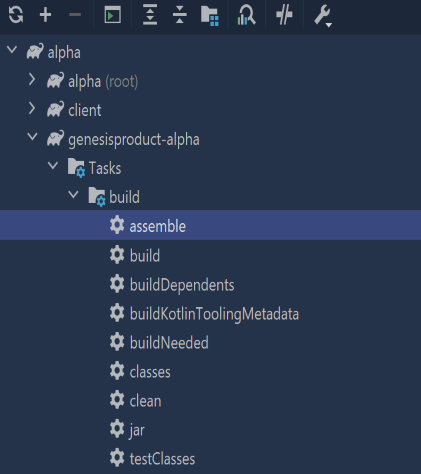 alpha
alpha (root)
client
genesisproduct-alpha
Tasks
build
assemble
build
buildDependents
buildKotlinToolingMetadata
buildNeeded
classes
clean
jar
testClasses